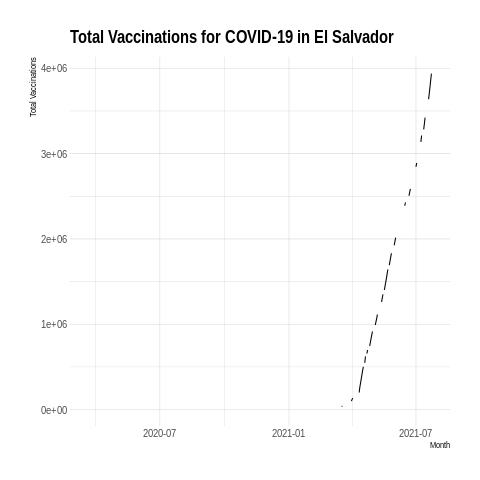 Total Vaccinations for COVID-19 in El Salvador
Total Vaccinations
4e+06
3e+06
2e+06
1e+06
0e+00
2020-07
2021-01
2021-07
Month